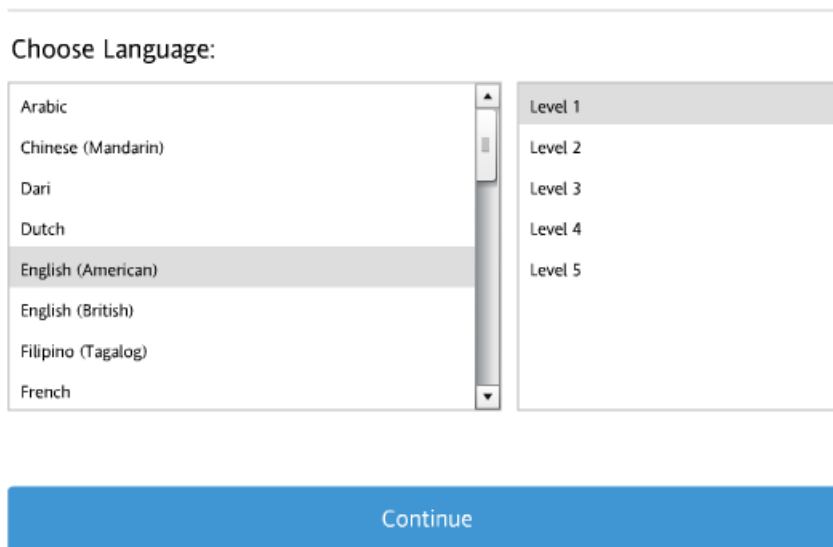 Choose Language:
Arabic
Chinese (Mandarin)
Dari
Dutch
English (American)
English (British)
Filipino (Tagalog)
French
Level 1
Level 2
Level 3
Level 4
Level 5
Continue